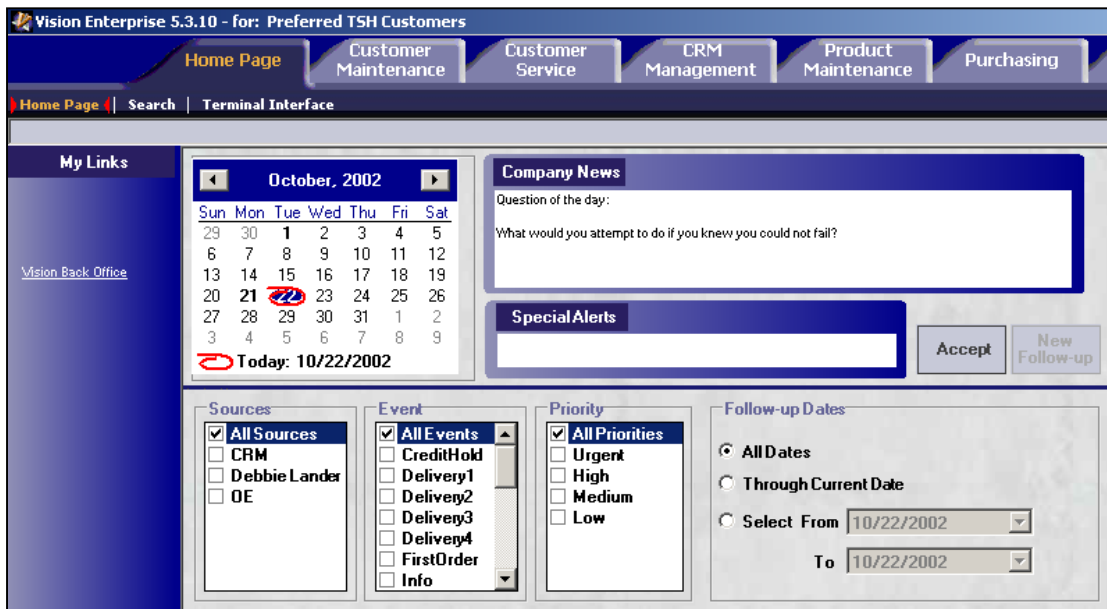 Vision Enterprise 5.3.10 - for: Preferred TSH Customers
Home Page
Customer Maintenance
Customer Service
CRM Management
Product Maintenance
Purchasing
Home Page | Search | Terminal Interface
My Links
Vision Back Office
October, 2002
Sun Mon Tue Wed Thu Fri Sat
29 30 1 2 3 4 5
6 7 8 9 10 11 12
13 14 15 16 17 18 19
20 21 22 23 24 25 26
27 28 29 30 31 1 2
3 4 5 6 7 8 9
Today: 10/22/2002
Company News
Question of the day:
What would you attempt to do if you knew you could not fail?
Special Alerts
Accept
New Follow-up
Sources
All Sources
CRM
Debbie Lander
OE
Event
All Events
CreditHold
Delivery1
Delivery2
Delivery3
Delivery4
FirstOrder
Info
Priority
All Priorities
Urgent
High
Medium
Low
Follow-up Dates
All Dates
Through Current Date
Select From 10/22/2002
To 10/22/2002